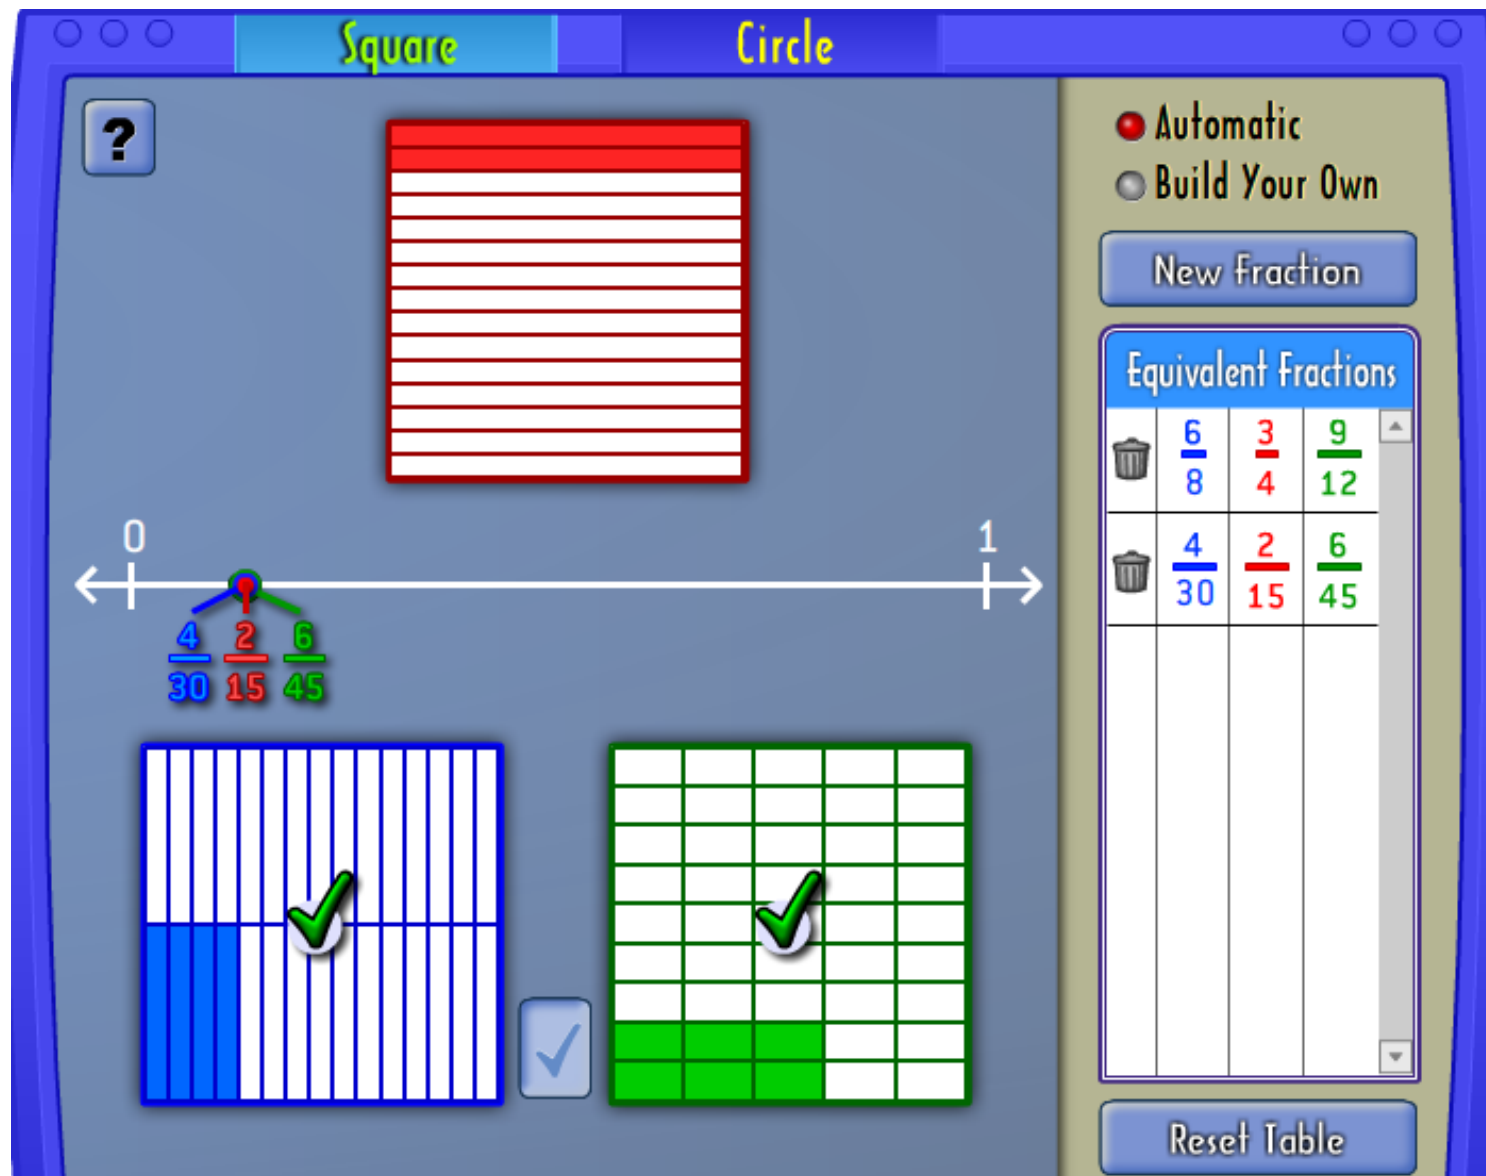 Square
Circle
?
Automatic
Build Your Own
New Fraction
Equivalent Fractions
6 3 9
8 4 12
4 2 6
30 15 45
0 1
4 2 6
30 15 45
Reset Table